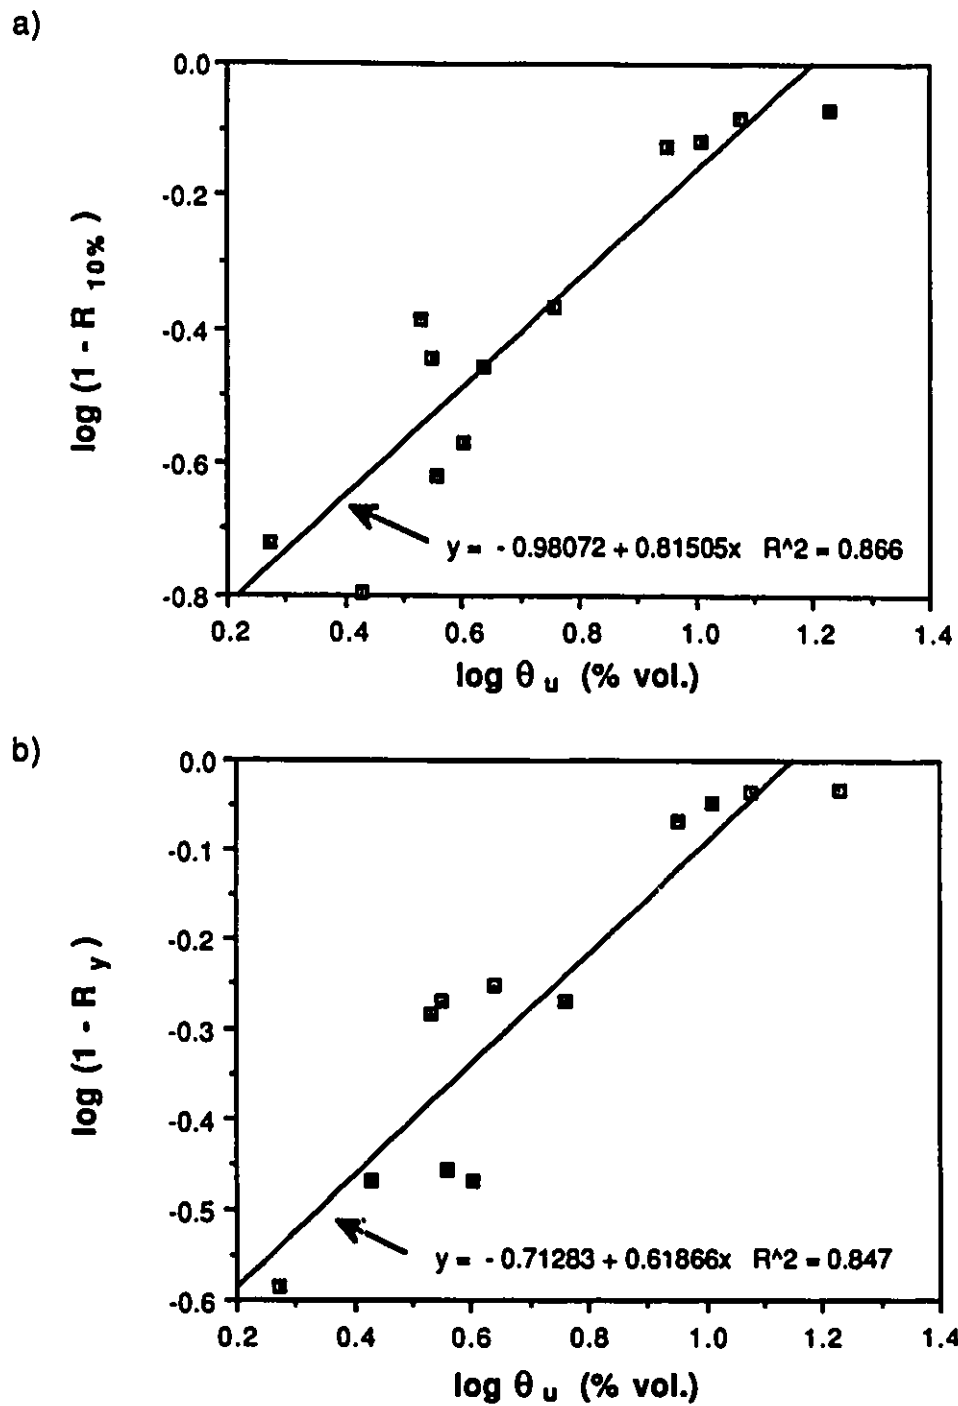 a)
0.0
-0.2
-0.4
-0.6
-0.8
log (1 - R 10%)
y = - 0.98072 + 0.81505x R^2 = 0.866
0.2 0.4 0.6 0.8 1.0 1.2 1.4
log θ u (% vol.)
b)
0.0
-0.1
-0.2
-0.3
-0.4
-0.5
-0.6
log (1 - R y)
y = - 0.71283 + 0.61866x R^2 = 0.847
0.2 0.4 0.6 0.8 1.0 1.2 1.4
log θ u (% vol.)